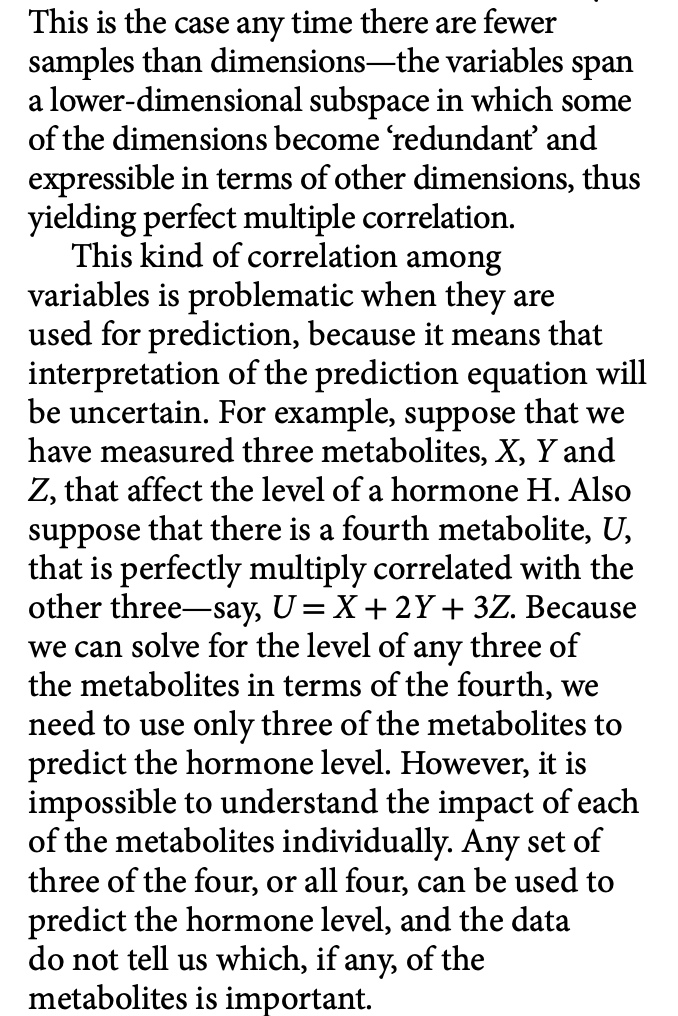 This is the case any time there are fewer
samples than dimensions—the variables span
a lower-dimensional subspace in which some
of the dimensions become ‘redundant’ and
expressible in terms of other dimensions, thus
yielding perfect multiple correlation.
This kind of correlation among
variables is problematic when they are
used for prediction, because it means that
interpretation of the prediction equation will
be uncertain. For example, suppose that we
have measured three metabolites, X, Y and
Z, that affect the level of a hormone H. Also
suppose that there is a fourth metabolite, U,
that is perfectly multiply correlated with the
other three—say, U = X + 2Y + 3Z. Because
we can solve for the level of any three of
the metabolites in terms of the fourth, we
need to use only three of the metabolites to
predict the hormone level. However, it is
impossible to understand the impact of each
of the metabolites individually. Any set of
three of the four, or all four, can be used to
predict the hormone level, and the data
do not tell us which, if any, of the
metabolites is important.